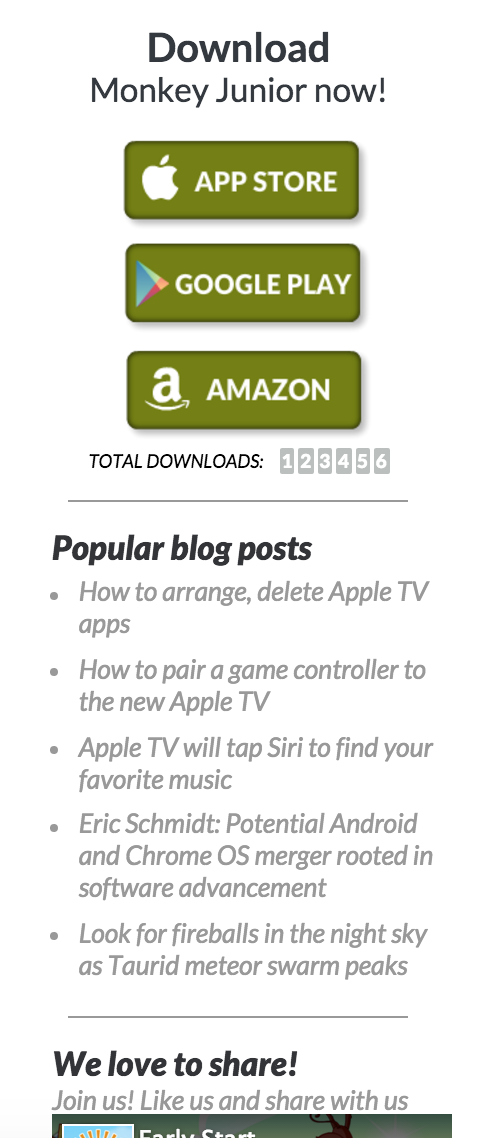 Download
Monkey Junior now!
APP STORE
GOOGLE PLAY
a AMAZON
TOTAL DOWNLOADS: 1 2 3 4 5 6
Popular blog posts
• How to arrange, delete Apple TV
apps
• How to pair a game controller to
the new Apple TV
• Apple TV will tap Siri to find your
favorite music
• Eric Schmidt: Potential Android
and Chrome OS merger rooted in
software advancement
• Look for fireballs in the night sky
as Taurid meteor swarm peaks
We love to share!
Join us! Like us and share with us
Early Start